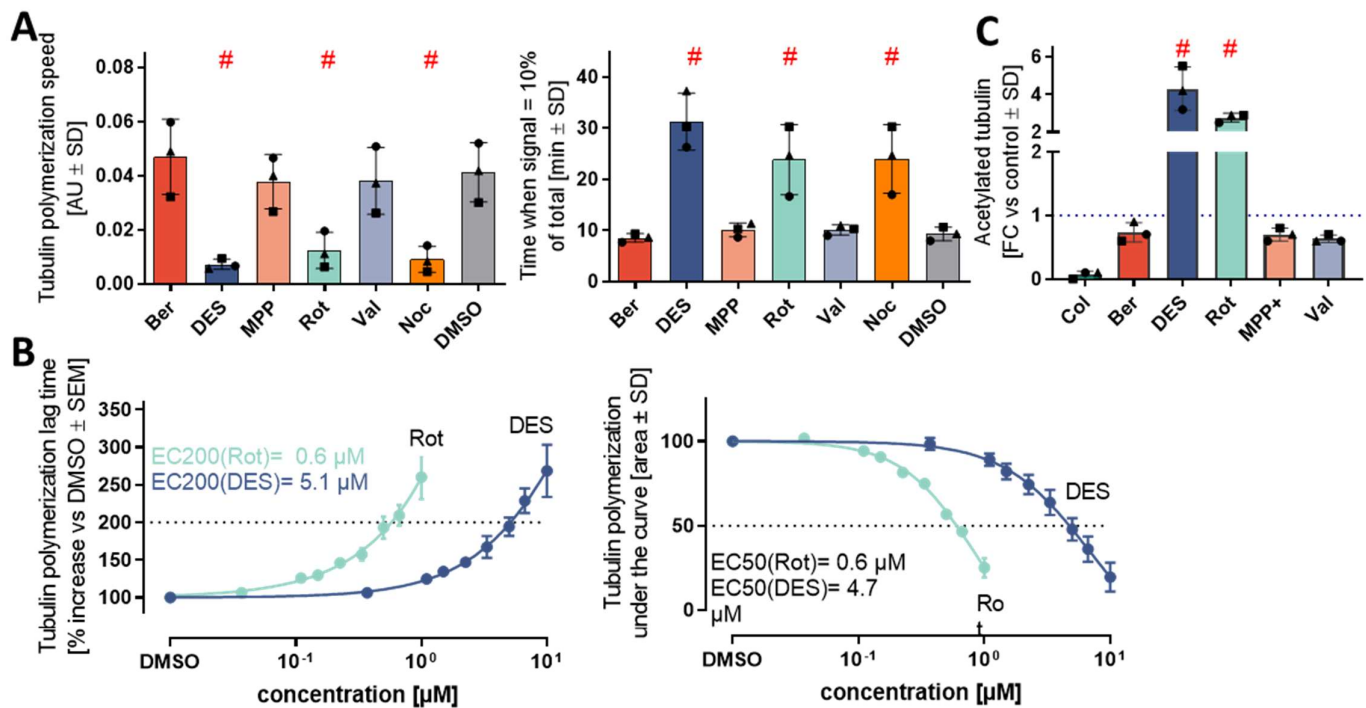 A
Tubulin polymerization speed
[AU ± SD]
0.08
0.06
0.04
0.02
0.00
# # #
Ber DES MPP Rot Val Noc DMSO
Time when signal = 10%
of total [min ± SD]
40
30
20
10
0
# # #
Ber DES MPP Rot Val Noc DMSO
C
Acetylated tubulin
[FC vs control ± SD]
6
4
2
2
1
0
# #
Col Ber DES Rot MPP+ Val
B
Tubulin polymerization lag time
[% increase vs DMSO ± SEM]
350
300
250
200
150
100
EC200(Rot)= 0.6 µM
EC200(DES)= 5.1 µM
Rot
DES
DMSO 10-1 100 101
concentration [µM]
Tubulin polymerization
under the curve [area ± SD]
100
50
0
DES
EC50(Rot)= 0.6 µM
EC50(DES)= 4.7
µM
Ro
t
DMSO 10-1 100 101
concentration [µM]